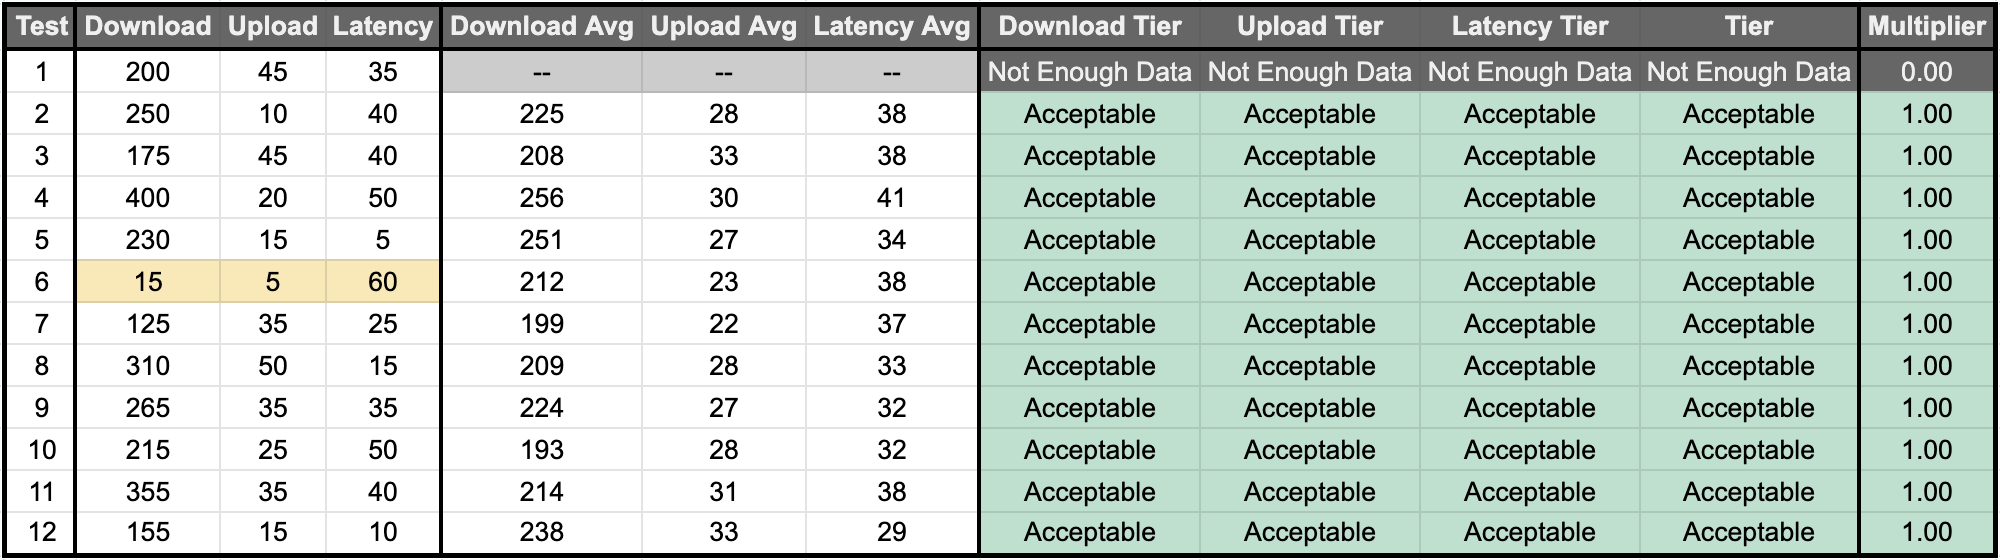 Test Download Upload Latency Download Avg Upload Avg Latency Avg Download Tier Upload Tier Latency Tier Tier Multiplier
1 200 45 35 -- -- -- Not Enough Data Not Enough Data Not Enough Data Not Enough Data 0.00
2 250 10 40 225 28 38 Acceptable Acceptable Acceptable Acceptable 1.00
3 175 45 40 208 33 38 Acceptable Acceptable Acceptable Acceptable 1.00
4 400 20 50 256 30 41 Acceptable Acceptable Acceptable Acceptable 1.00
5 230 15 5 251 27 34 Acceptable Acceptable Acceptable Acceptable 1.00
6 15 5 60 212 23 38 Acceptable Acceptable Acceptable Acceptable 1.00
7 125 35 25 199 22 37 Acceptable Acceptable Acceptable Acceptable 1.00
8 310 50 15 209 28 33 Acceptable Acceptable Acceptable Acceptable 1.00
9 265 35 35 224 27 32 Acceptable Acceptable Acceptable Acceptable 1.00
10 215 25 50 193 28 32 Acceptable Acceptable Acceptable Acceptable 1.00
11 355 35 40 214 31 38 Acceptable Acceptable Acceptable Acceptable 1.00
12 155 15 10 238 33 29 Acceptable Acceptable Acceptable Acceptable 1.00